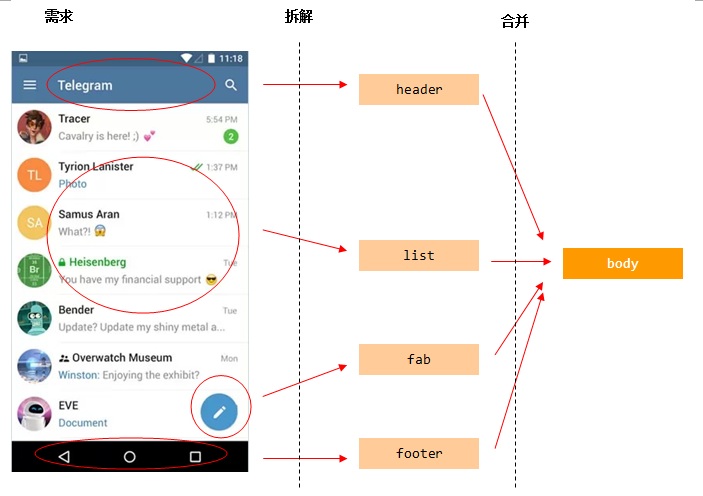 需求
拆解
合并
11:18
Telegram
Tracer
5:54 PM
Cavalry is here! ;) 💕
2
TL
Tyrion Lanister
1:37 PM
Photo
SA
Samus Aran
1:12 PM
What?! 😱
Br
Heisenberg
Tue
You have my financial support 😎
Bender
Tue
Update? Update my shiny metal a...
Overwatch Museum
Mon
Winston: Enjoying the exhibit?
EVE
Document
header
list
fab
footer
body